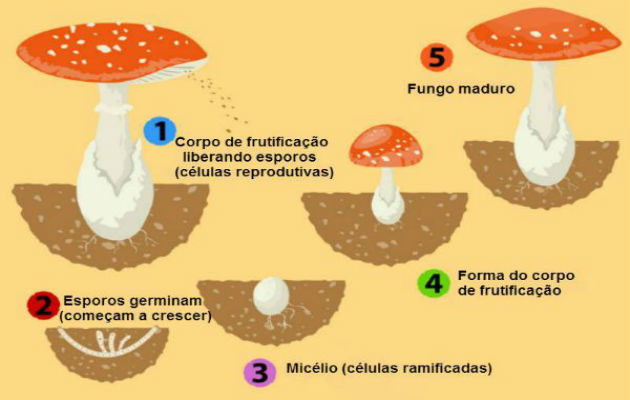 1
Corpo de frutificação
liberando esporos
(células reprodutivas)
2
Esporos germinam
(começam a crescer)
3
Micélio (células ramificadas)
4
Forma do corpo
de frutificação
5
Fungo maduro